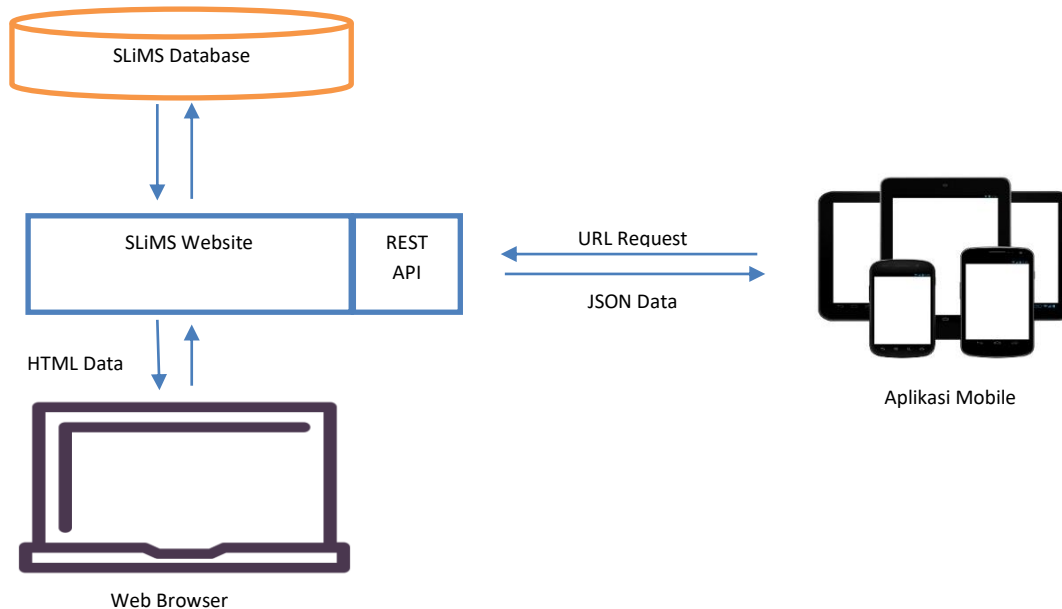 SLiMS Database
SLiMS Website
REST
API
URL Request
JSON Data
HTML Data
Aplikasi Mobile
Web Browser